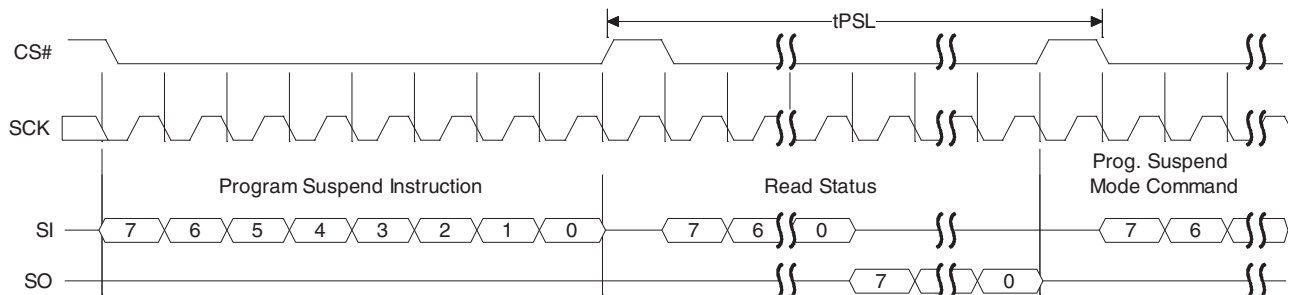 tPSL
CS#
SCK
Prog. Suspend
Program Suspend Instruction Read Status Mode Command
SI 7 6 5 4 3 2 1 0 7 6 0 7 6
SO 7 0